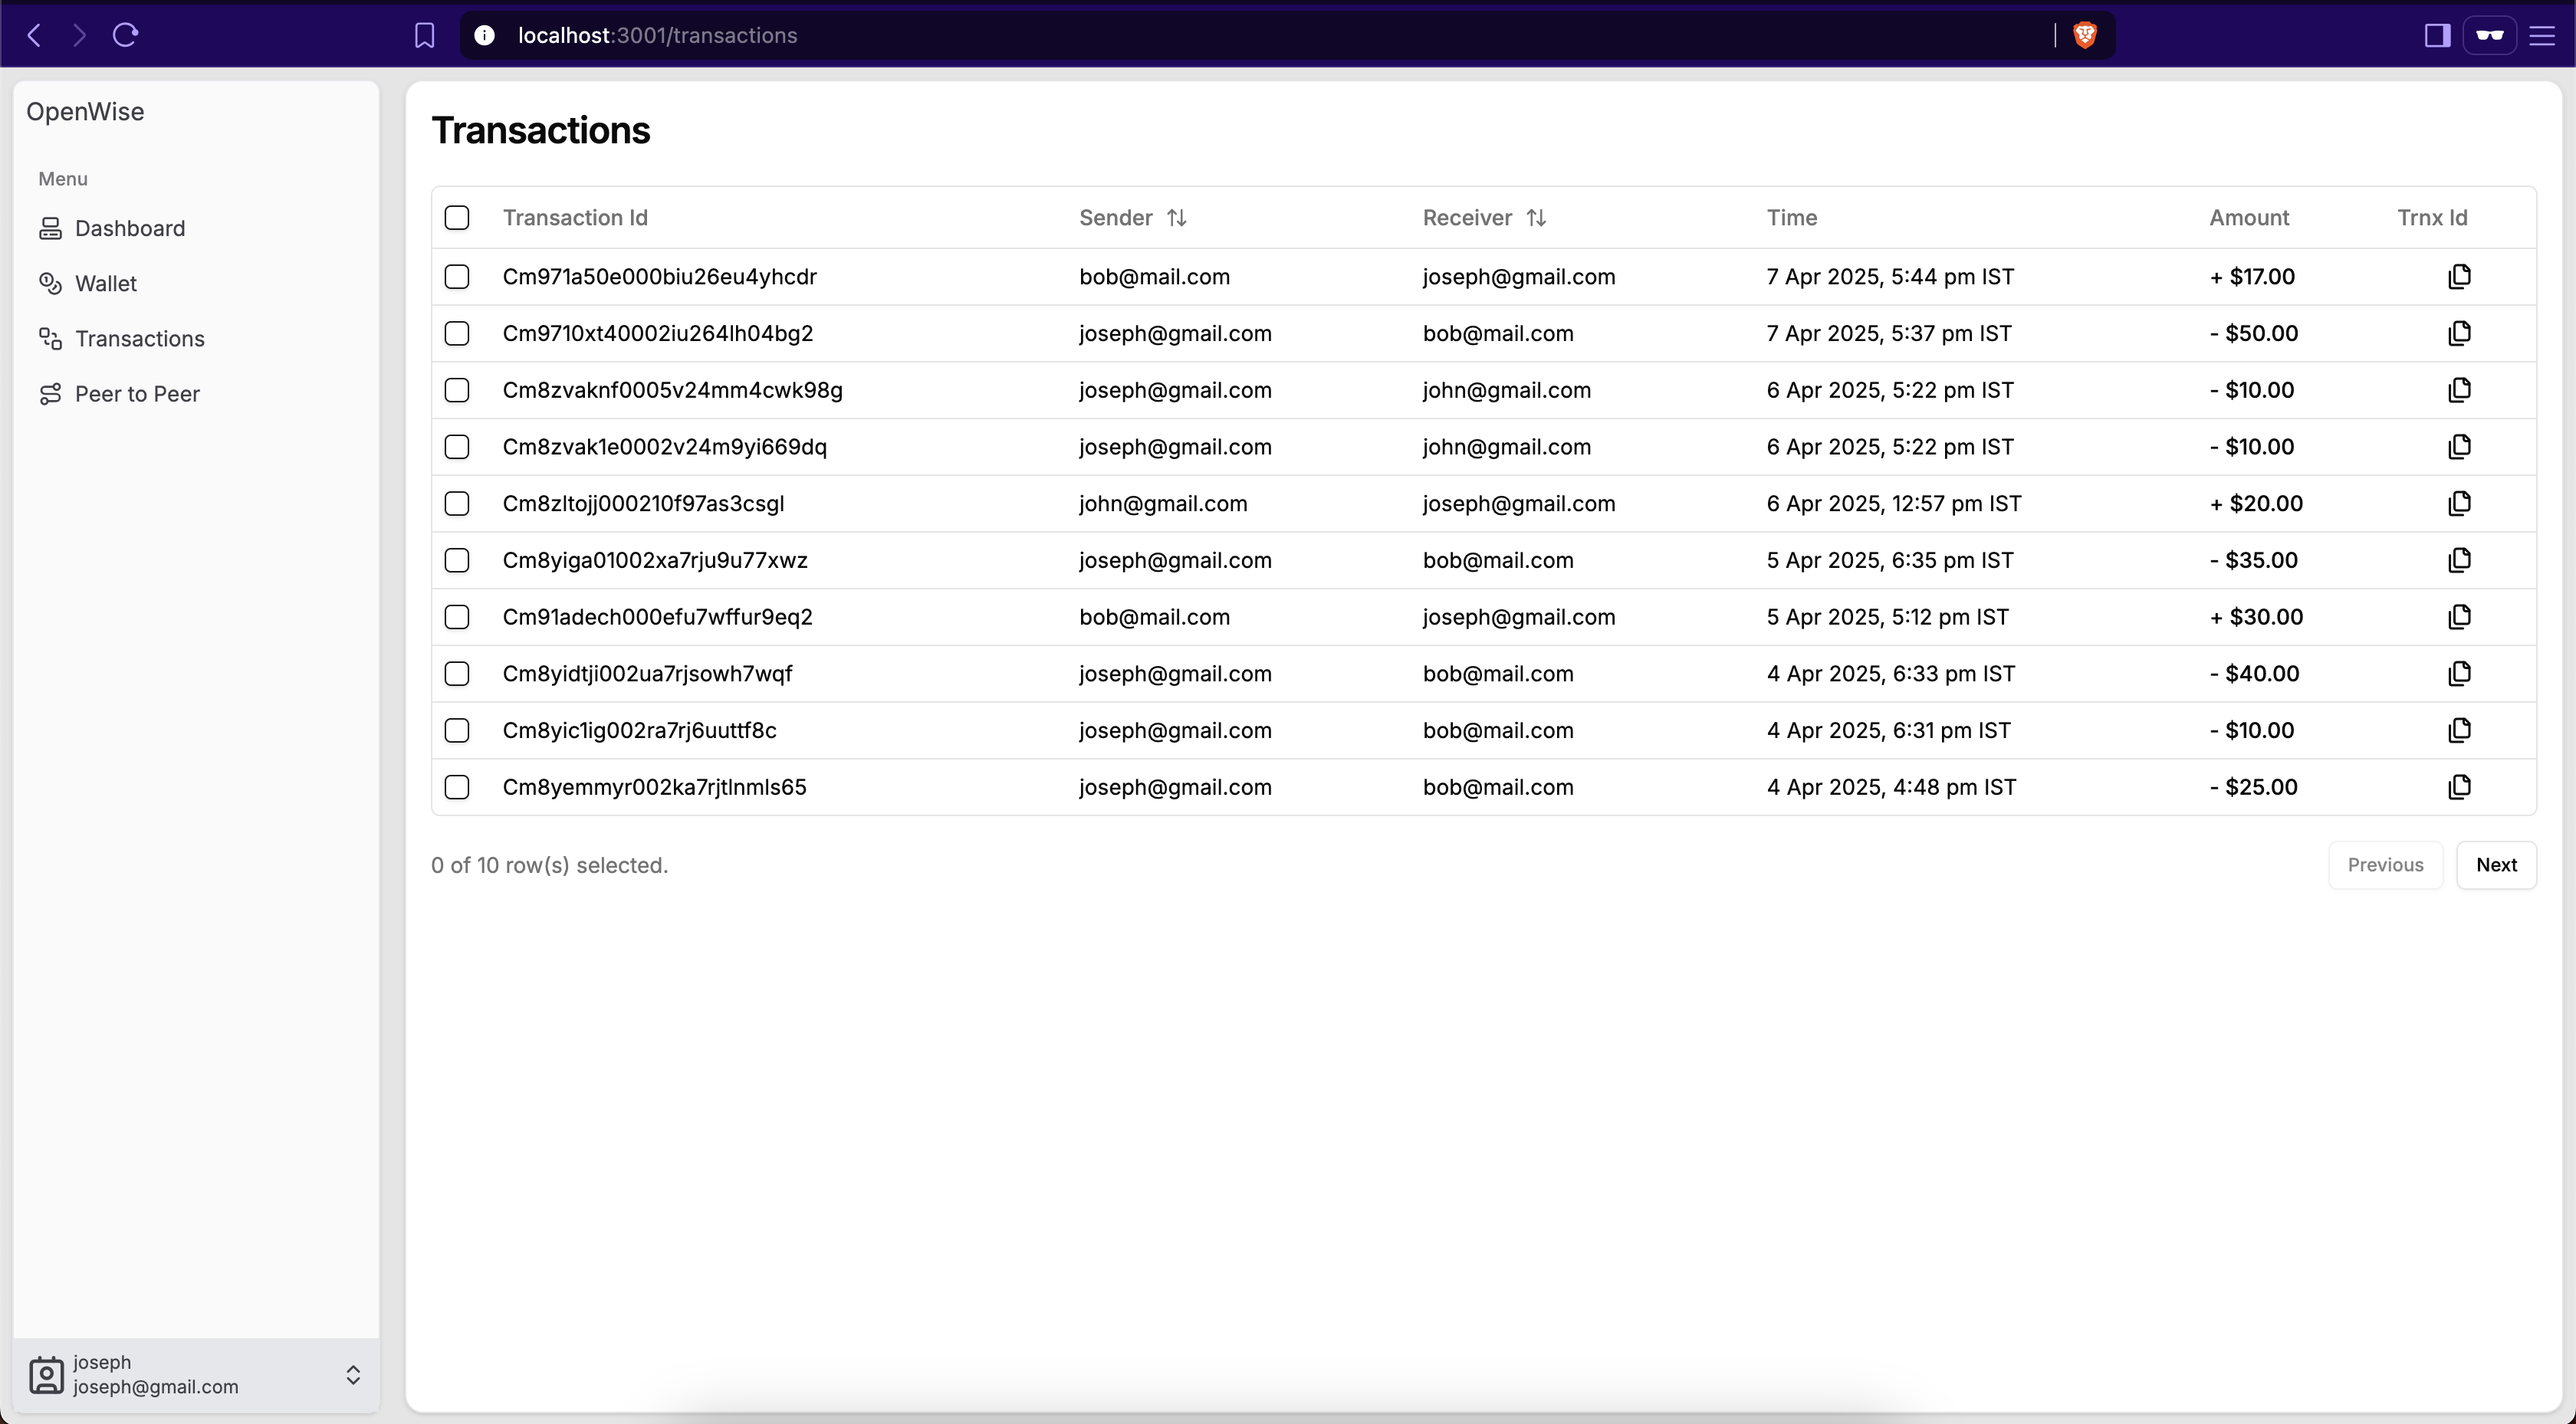 localhost:3001/transactions
OpenWise
Menu
Dashboard
Wallet
Transactions
Peer to Peer
joseph
joseph@gmail.com
Transactions
Transaction Id Sender Receiver Time Amount Trnx Id
Cm971a50e000biu26eu4yhcdr bob@mail.com joseph@gmail.com 7 Apr 2025, 5:44 pm IST + $17.00
Cm9710xt40002iu264lh04bg2 joseph@gmail.com bob@mail.com 7 Apr 2025, 5:37 pm IST - $50.00
Cm8zvaknf0005v24mm4cwk98g joseph@gmail.com john@gmail.com 6 Apr 2025, 5:22 pm IST - $10.00
Cm8zvak1e0002v24m9yi669dq joseph@gmail.com john@gmail.com 6 Apr 2025, 5:22 pm IST - $10.00
Cm8zltojj000210f97as3csgl john@gmail.com joseph@gmail.com 6 Apr 2025, 12:57 pm IST + $20.00
Cm8yiga01002xa7rju9u77xwz joseph@gmail.com bob@mail.com 5 Apr 2025, 6:35 pm IST - $35.00
Cm91adech000efu7wffur9eq2 bob@mail.com joseph@gmail.com 5 Apr 2025, 5:12 pm IST + $30.00
Cm8yidtji002ua7rjsowh7wqf joseph@gmail.com bob@mail.com 4 Apr 2025, 6:33 pm IST - $40.00
Cm8yic1ig002ra7rj6uuttf8c joseph@gmail.com bob@mail.com 4 Apr 2025, 6:31 pm IST - $10.00
Cm8yemmyr002ka7rjtlnmls65 joseph@gmail.com bob@mail.com 4 Apr 2025, 4:48 pm IST - $25.00
0 of 10 row(s) selected. Previous Next